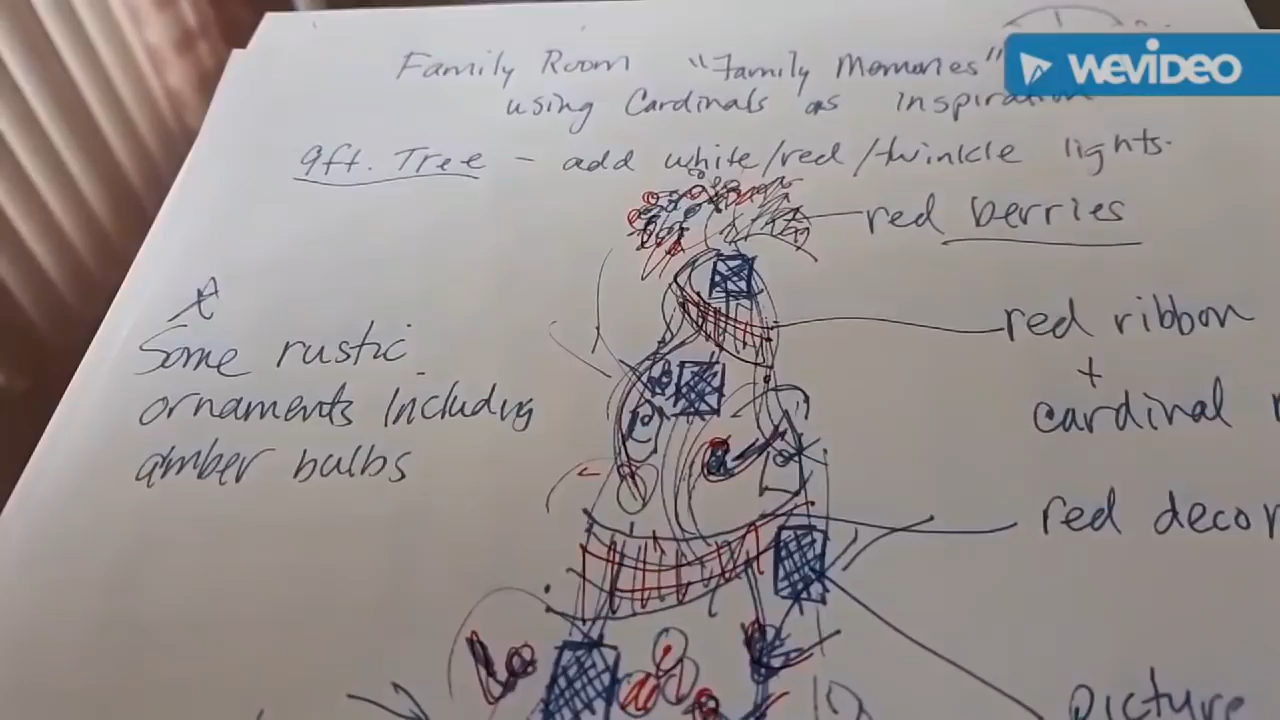 Family Room "Family Memories"
using Cardinals as inspiration
9ft. Tree - add white/red/twinkle lights.
red berries
red ribbon
+
cardinal
red decor
Some rustic
ornaments Including
amber bulbs
picture
WEVIDEO